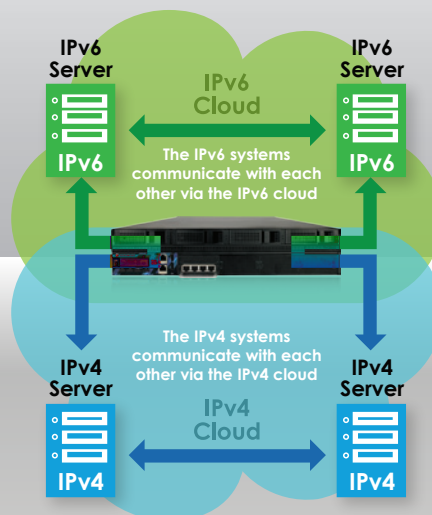 IPv6
Server
IPv6
Server
IPv6
Cloud
IPv6
IPv6
The IPv6 systems
communicate with each
other via the IPv6 cloud
The IPv4 systems
communicate with each
other via the IPv4 cloud
IPv4
Server
IPv4
Server
IPv4
Cloud
IPv4
IPv4